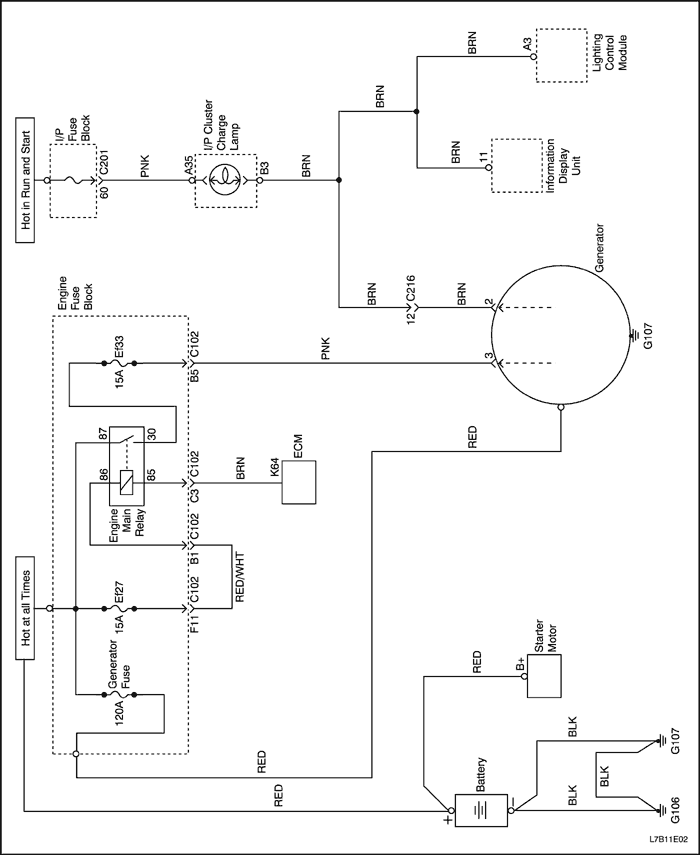 Hot in Run and Start
I/P
Fuse
Block
60
C201
PNK
A35
I/P Cluster
Charge
Lamp
B3
BRN
BRN
BRN
A3
Lighting
Control
Module
BRN
11
Information
Display
Unit
BRN
12
C216
BRN
2
Generator
G107
3
PNK
B5
C102
Engine
Fuse
Block
15A
Ef33
87
30
86
85
Engine
Main
Relay
C3
C102
BRN
K64
ECM
B1
C102
RED/WHT
F11
C102
Hot at all Times
15A
Ef27
Generator
Fuse
120A
RED
RED
RED
RED
B+
Starter
Motor
Battery
+
–
BLK
BLK
BLK
G106
G107
L7B11E02